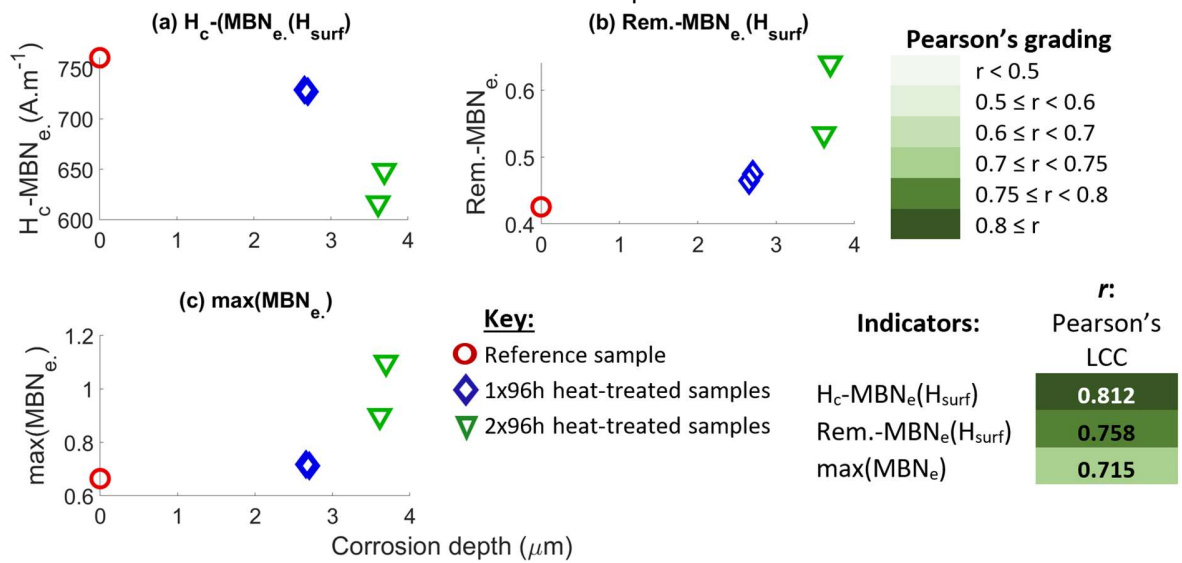 (a) Hc-(MBNe.(Hsurf)
Hc-MBNe.(A.m-1)
750
700
650
600
0 1 2 3 4
(b) Rem.-MBNe.(Hsurf)
Rem.-MBNe.
0.6
0.5
0.4
0 1 2 3 4
Pearson’s grading
r < 0.5
0.5 ≤ r < 0.6
0.6 ≤ r < 0.7
0.7 ≤ r < 0.75
0.75 ≤ r < 0.8
0.8 ≤ r
(c) max(MBNe.)
max(MBNe.)
1.2
1
0.8
0.6
0 1 2 3 4
Corrosion depth (μm)
Key:
Reference sample
1x96h heat-treated samples
2x96h heat-treated samples
Indicators:
r:
Pearson’s
LCC
Hc-MBNe(Hsurf) 0.812
Rem.-MBNe(Hsurf) 0.758
max(MBNe) 0.715